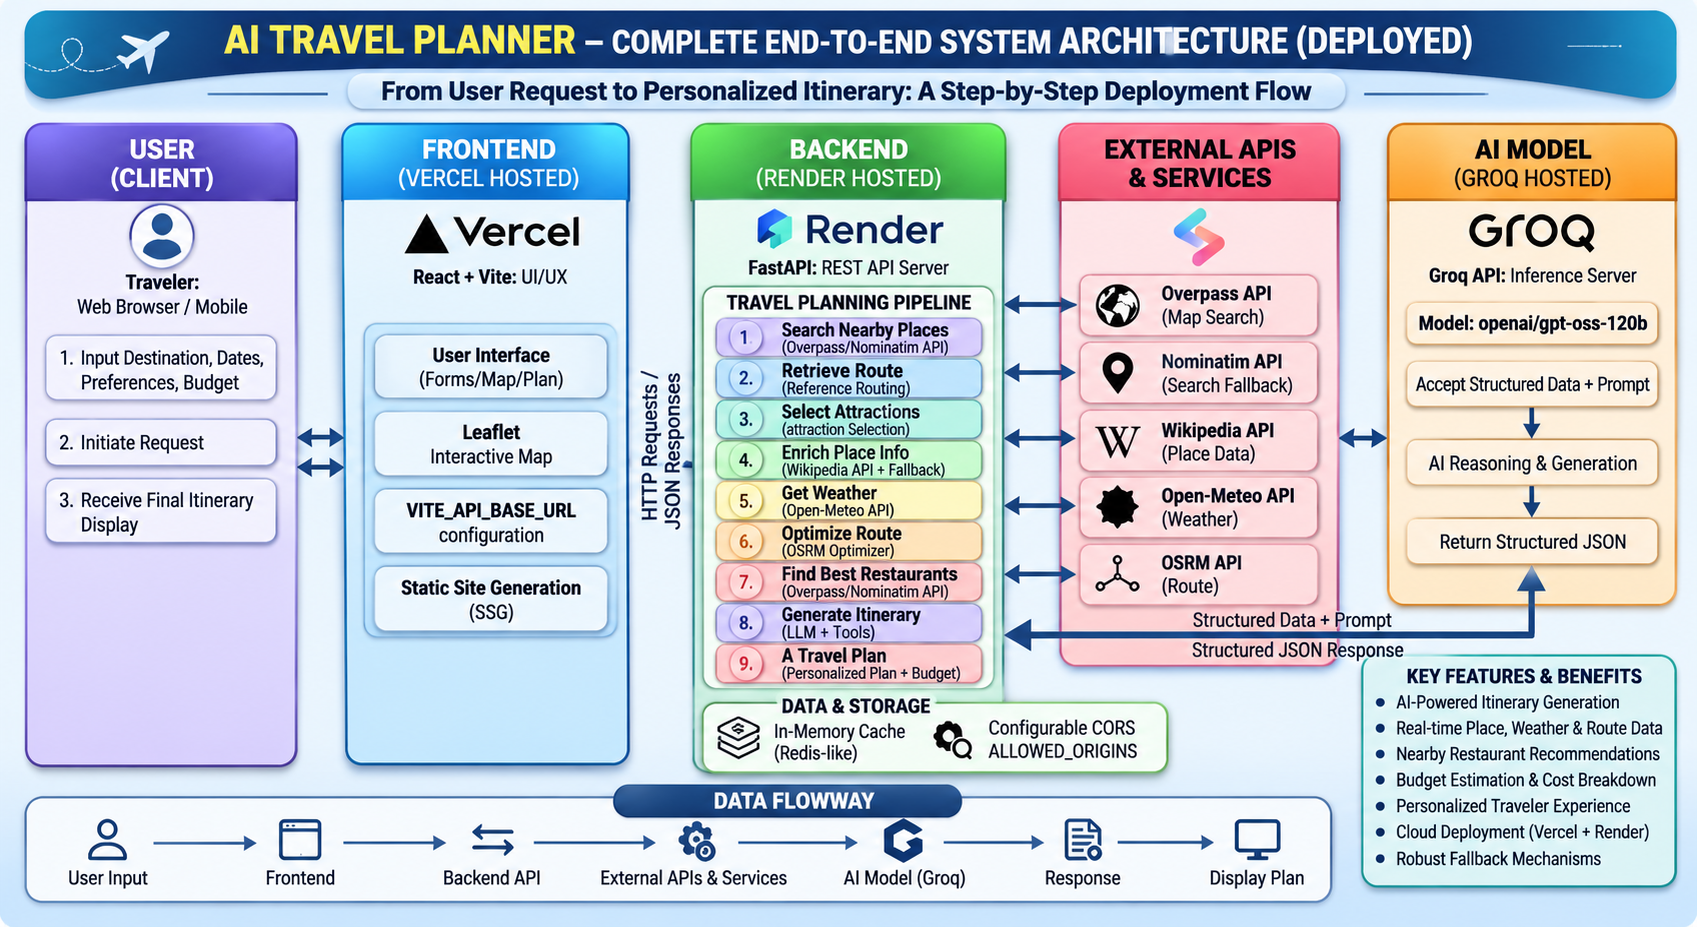 AI TRAVEL PLANNER – COMPLETE END-TO-END SYSTEM ARCHITECTURE (DEPLOYED)
From User Request to Personalized Itinerary: A Step-by-Step Deployment Flow
USER
(CLIENT)
Traveler:
Web Browser / Mobile
1. Input Destination, Dates,
Preferences, Budget
2. Initiate Request
3. Receive Final Itinerary
Display
FRONTEND
(VERCEL HOSTED)
Vercel
React + Vite: UI/UX
User Interface
(Forms/Map/Plan)
Leaflet
Interactive Map
VITE_API_BASE_URL
configuration
Static Site Generation
(SSG)
HTTP Requests /
JSON Responses
BACKEND
(RENDER HOSTED)
Render
FastAPI: REST API Server
TRAVEL PLANNING PIPELINE
1. Search Nearby Places
(Overpass/Nominatim API)
2. Retrieve Route
(Reference Routing)
3. Select Attractions
(attraction Selection)
4. Enrich Place Info
(Wikipedia API + Fallback)
5. Get Weather
(Open-Meteo API)
6. Optimize Route
(OSRM Optimizer)
7. Find Best Restaurants
(Overpass/Nominatim API)
8. Generate Itinerary
(LLM + Tools)
9. A Travel Plan
(Personalized Plan + Budget)
DATA & STORAGE
In-Memory Cache
(Redis-like)
Configurable CORS
ALLOWED_ORIGINS
EXTERNAL APIS
& SERVICES
Overpass API
(Map Search)
Nominatim API
(Search Fallback)
W
Wikipedia API
(Place Data)
Open-Meteo API
(Weather)
OSRM API
(Route)
Structured Data + Prompt
Structured JSON Response
AI MODEL
(GROQ HOSTED)
GroQ
Groq API: Inference Server
Model: openai/gpt-oss-120b
Accept Structured Data + Prompt
AI Reasoning & Generation
Return Structured JSON
KEY FEATURES & BENEFITS
• AI-Powered Itinerary Generation
• Real-time Place, Weather & Route Data
• Nearby Restaurant Recommendations
• Budget Estimation & Cost Breakdown
• Personalized Traveler Experience
• Cloud Deployment (Vercel + Render)
• Robust Fallback Mechanisms
DATA FLOWWAY
User Input
Frontend
Backend API
External APIs & Services
AI Model (Groq)
Response
Display Plan